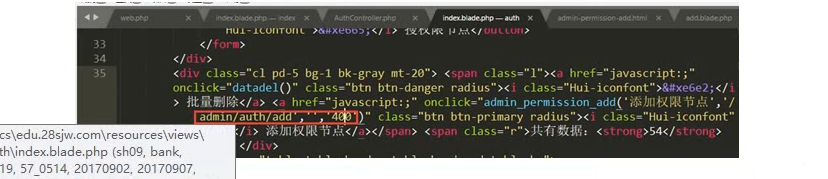 web.php index.blade.php — index AuthController.php index.blade.php — auth admin-permission-add.html add.blade.php
Hui-iconfont">&#xe665;</i> 授权限节点</button>
33 </form>
34 </div>
35 <div class="cl pd-5 bg-1 bk-gray mt-20"> <span class="l"><a href="javascript:;"
onclick="datadel()" class="btn btn-danger radius"><i class="Hui-iconfont">&#xe6e2;</i
> 批量删除</a> <a href="javascript:;" onclick="admin_permission_add('添加权限节点','/
admin/auth/add','','400')" class="btn btn-primary radius"><i class="Hui-iconfont"
</i> 添加权限节点</a></span> <span class="r">共有数据：<strong>54</strong>
</div>
cs\edu.28sjw.com\resources\views\
th\index.blade.php (sh09, bank,
19, 57_0514, 20170902, 20170907,